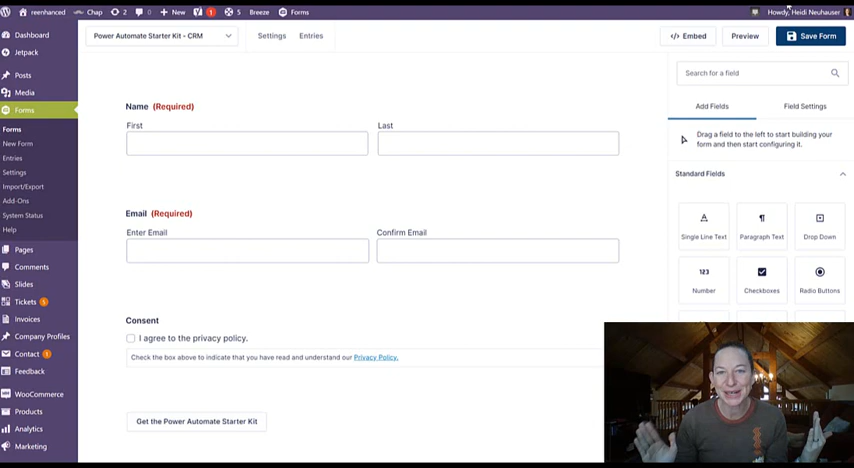 reenhanced Chap 2 0 New 1 5 Breeze Forms Howdy, Heidi Neuhauser
Dashboard
Jetpack
Posts
Media
Forms
Forms
New Form
Entries
Settings
Import/Export
Add-Ons
System Status
Help
Pages
Comments
Slides
Tickets 5
Invoices
Company Profiles
Contact 1
Feedback
WooCommerce
Products
Analytics
Marketing
Power Automate Starter Kit - CRM Settings Entries </> Embed Preview Save Form
Name (Required)
First Last
Email (Required)
Enter Email Confirm Email
Consent
I agree to the privacy policy.
Check the box above to indicate that you have read and understand our Privacy Policy.
Get the Power Automate Starter Kit
Search for a field
Add Fields Field Settings
Drag a field to the left to start building your
form and then start configuring it.
Standard Fields
Single Line Text Paragraph Text Drop Down
123
Number Checkboxes Radio Buttons